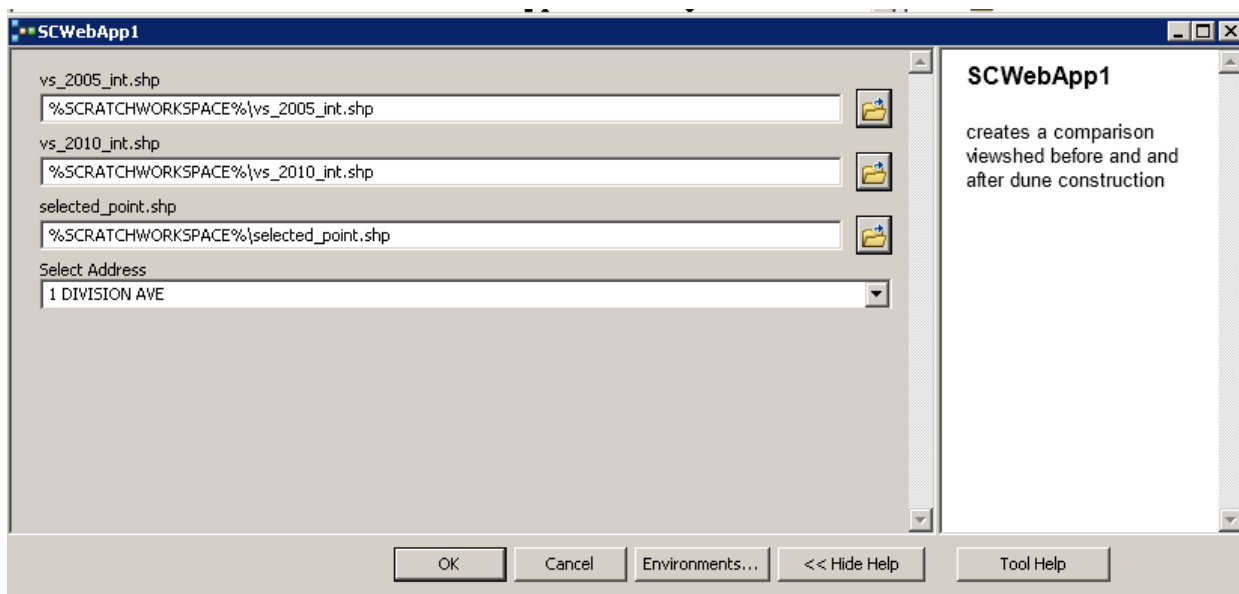 SCWebApp1
vs_2005_int.shp
%SCRATCHWORKSPACE%\vs_2005_int.shp
vs_2010_int.shp
%SCRATCHWORKSPACE%\vs_2010_int.shp
selected_point.shp
%SCRATCHWORKSPACE%\selected_point.shp
Select Address
1 DIVISION AVE
SCWebApp1
creates a comparison
viewshed before and and
after dune construction
OK
Cancel
Environments...
<< Hide Help
Tool Help